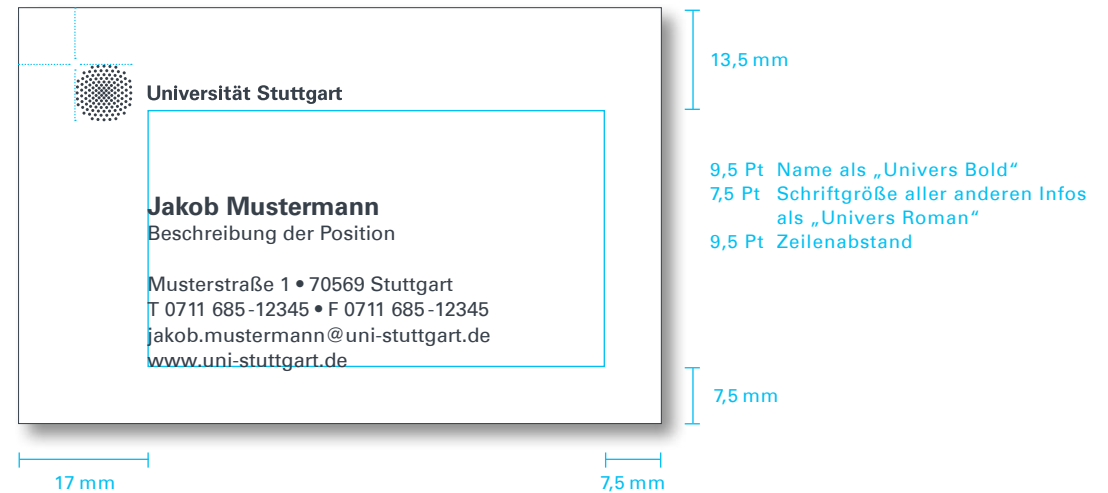 Universität Stuttgart
Jakob Mustermann
Beschreibung der Position
Musterstraße 1 • 70569 Stuttgart
T 0711 685-12345 • F 0711 685-12345
jakob.mustermann@uni-stuttgart.de
www.uni-stuttgart.de
13,5 mm
9,5 Pt Name als „Univers Bold“
7,5 Pt Schriftgröße aller anderen Infos
als „Univers Roman“
9,5 Pt Zeilenabstand
7,5 mm
17 mm
7,5 mm